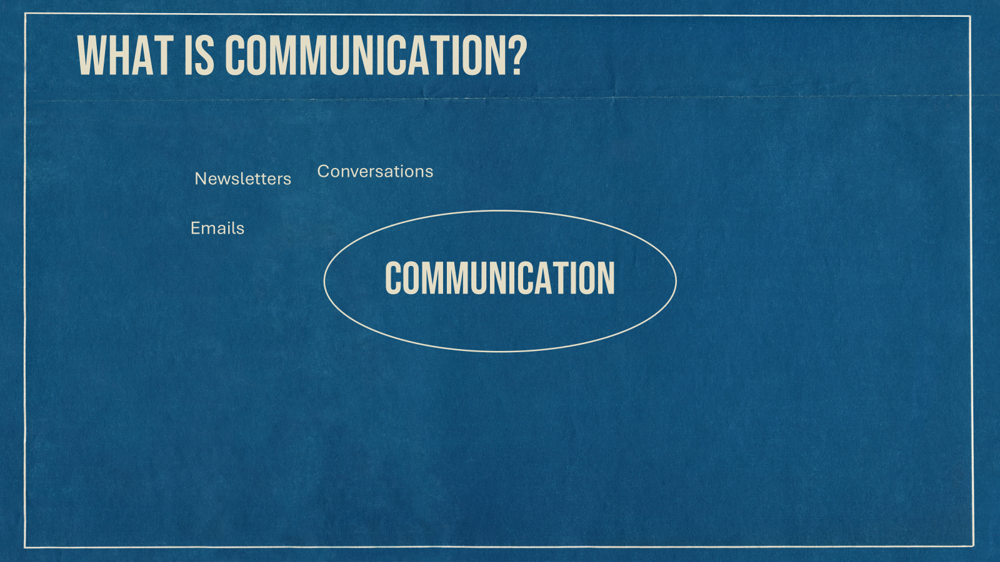 WHAT IS COMMUNICATION?
Newsletters
Conversations
Emails
COMMUNICATION